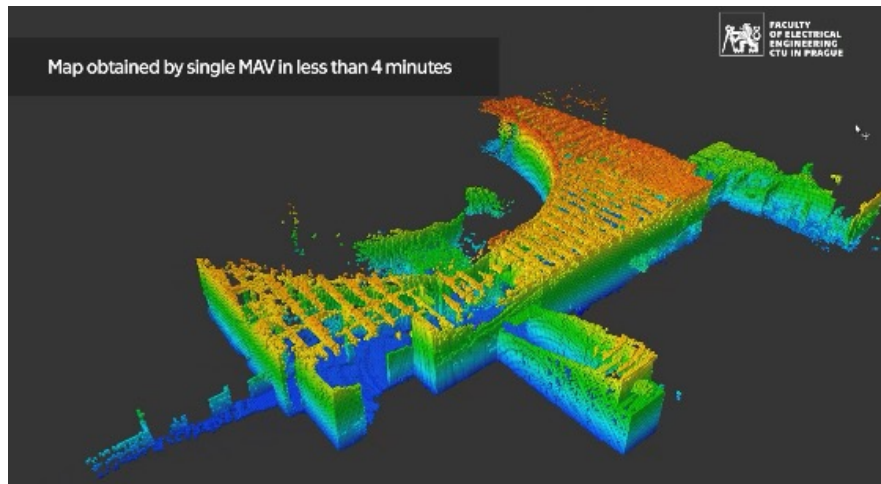 Map obtained by single MAV in less than 4 minutes
FACULTY
OF ELECTRICAL
ENGINEERING
CTU IN PRAGUE